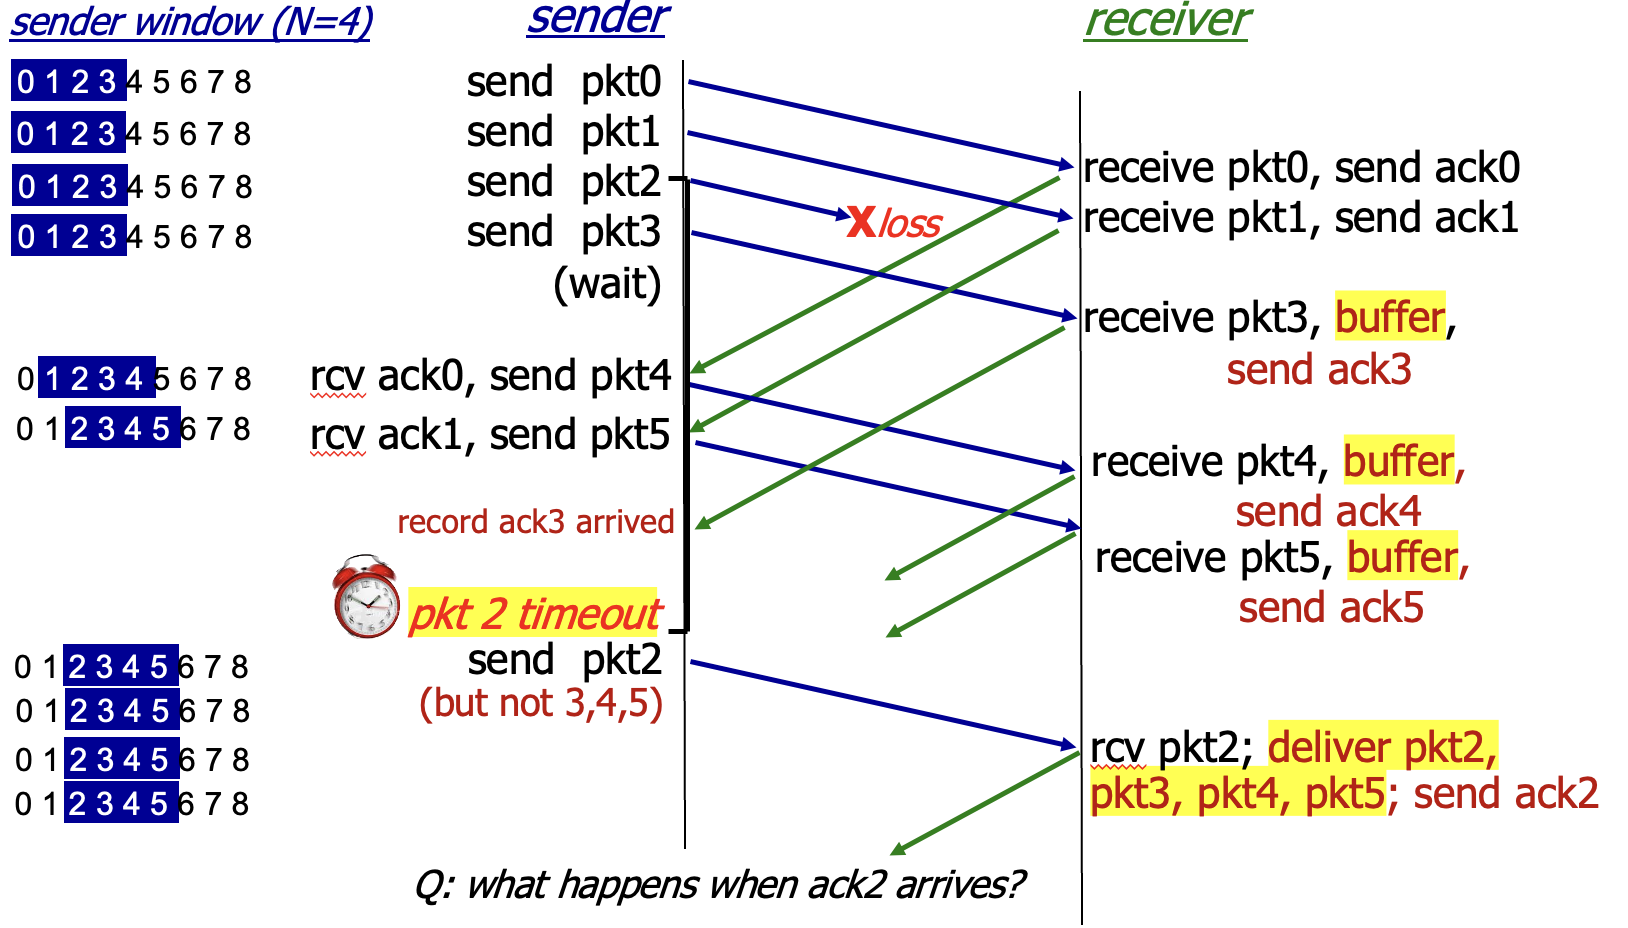 sender window (N=4)
sender
receiver
0 1 2 3 4 5 6 7 8
send pkt0
0 1 2 3 4 5 6 7 8
send pkt1
receive pkt0, send ack0
0 1 2 3 4 5 6 7 8
send pkt2
X loss
receive pkt1, send ack1
0 1 2 3 4 5 6 7 8
send pkt3
(wait)
receive pkt3, buffer,
send ack3
0 1 2 3 4 5 6 7 8
rcv ack0, send pkt4
0 1 2 3 4 5 6 7 8
rcv ack1, send pkt5
receive pkt4, buffer,
send ack4
record ack3 arrived
receive pkt5, buffer,
send ack5
pkt 2 timeout
0 1 2 3 4 5 6 7 8
send pkt2
0 1 2 3 4 5 6 7 8
(but not 3,4,5)
0 1 2 3 4 5 6 7 8
rcv pkt2; deliver pkt2,
0 1 2 3 4 5 6 7 8
pkt3, pkt4, pkt5; send ack2
Q: what happens when ack2 arrives?